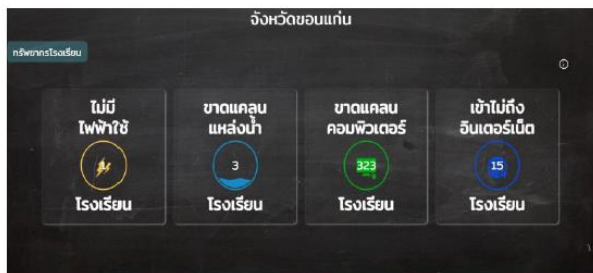 จังหวัดขอนแก่น
ทรัพยากรโรงเรียน
ไม่มี
ไฟฟ้าใช้
โรงเรียน
ขาดแคลน
แหล่งน้ำ
3
โรงเรียน
ขาดแคลน
คอมพิวเตอร์
323
โรงเรียน
เข้าไม่ถึง
อินเตอร์เน็ต
15
โรงเรียน